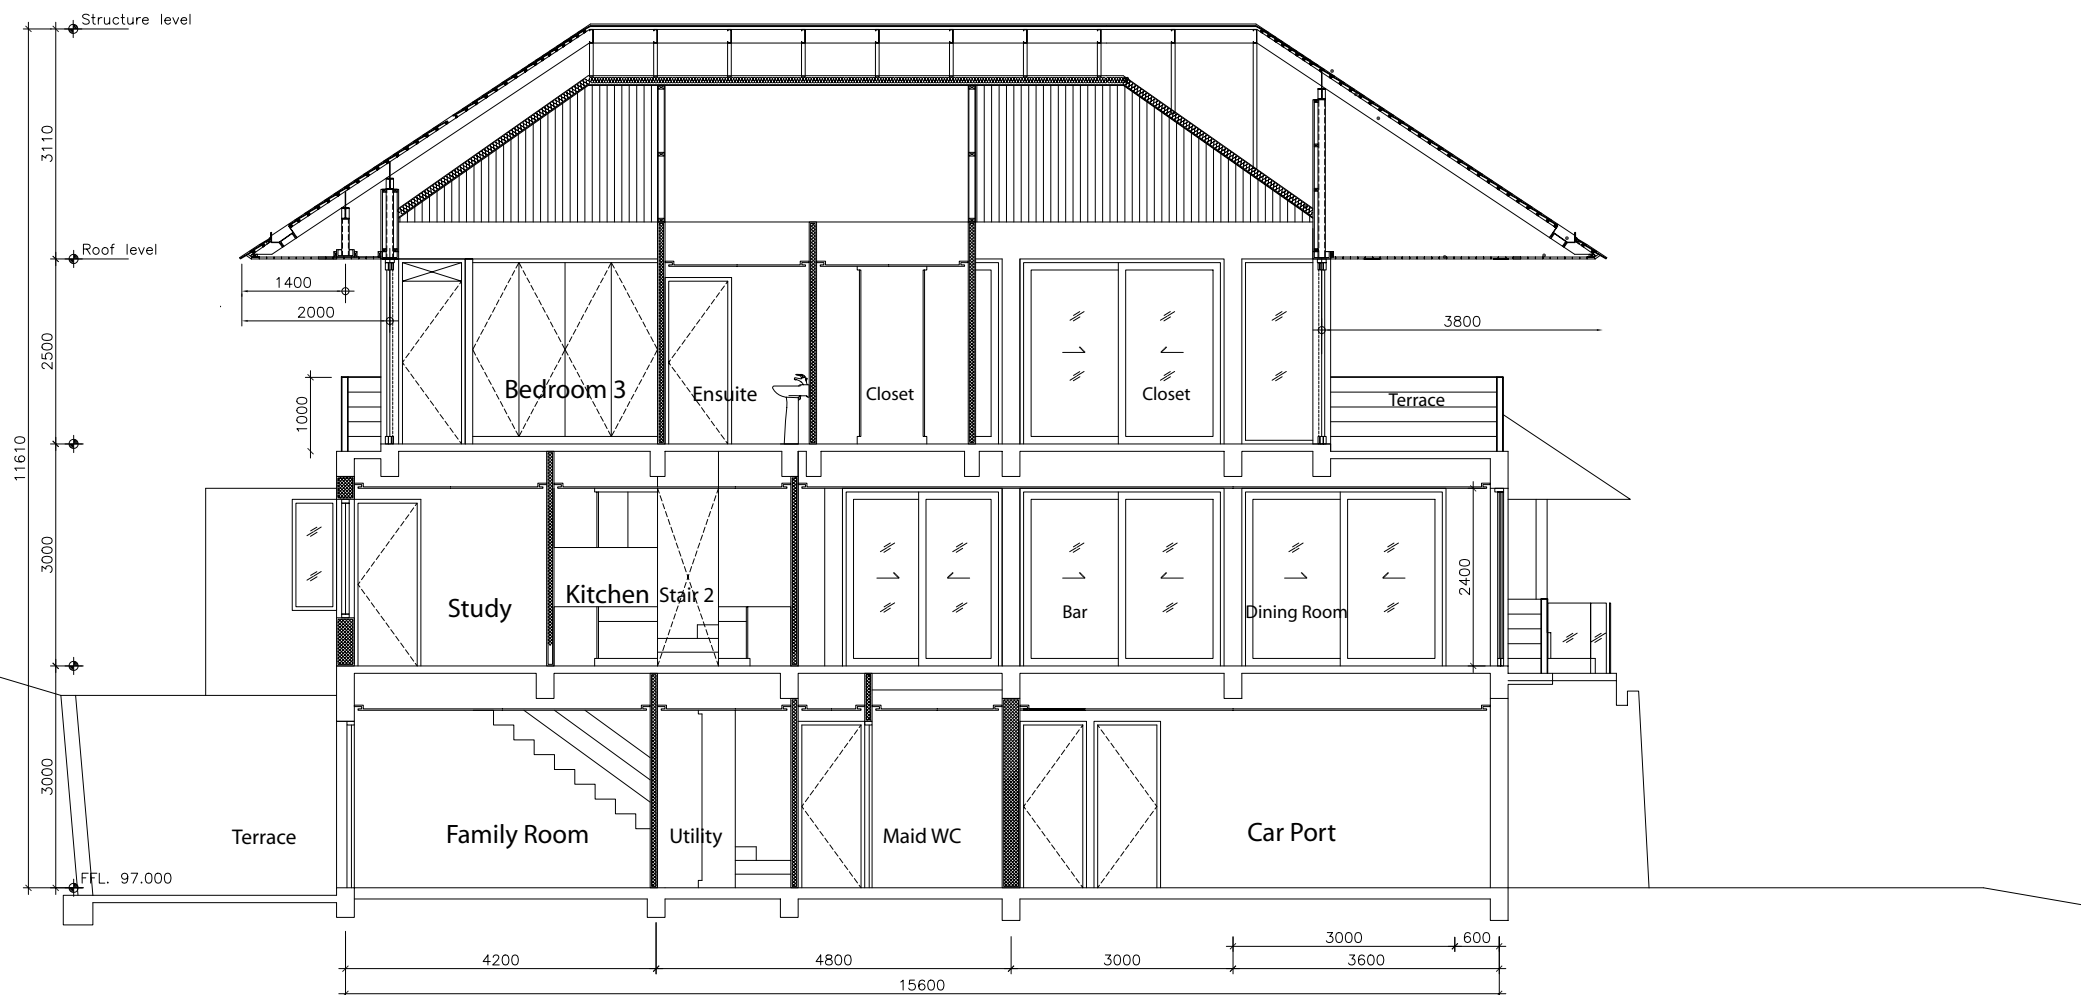 Structure level
3110
Roof level
1400
2000
3800
2500
1000
Bedroom 3
Ensuite
Closet
Closet
Terrace
11610
3000
2400
Study
Kitchen
Stair 2
Bar
Dining Room
3000
Terrace
Family Room
Utility
Maid WC
Car Port
FFL. 97.000
3000
600
4200
4800
3000
3600
15600